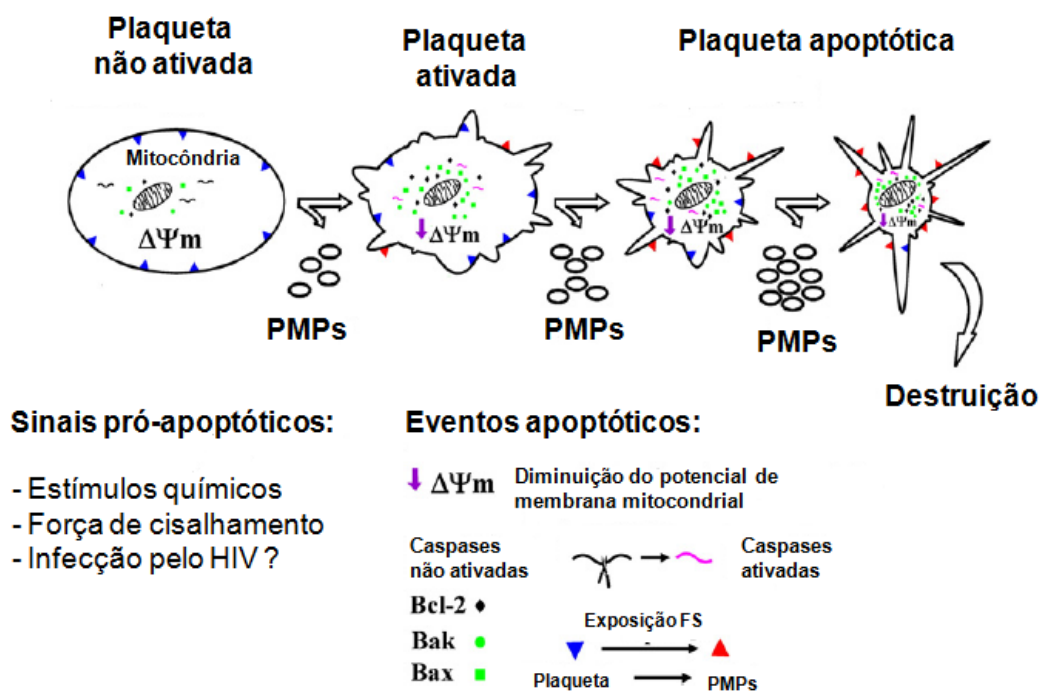 Plaqueta
não ativada
Plaqueta
ativada
Plaqueta apoptótica
Mitocôndria
ΔΨm
ΔΨm
ΔΨm
ΔΨm
PMPs
PMPs
PMPs
Destruição
Sinais pró-apoptóticos:
- Estímulos químicos
- Força de cisalhamento
- Infecção pelo HIV ?
Eventos apoptóticos:
ΔΨm Diminuição do potencial de
membrana mitocondrial
Caspases
não ativadas
Caspases
ativadas
Bcl-2
Bak
Bax
Exposição FS
Plaqueta
PMPs